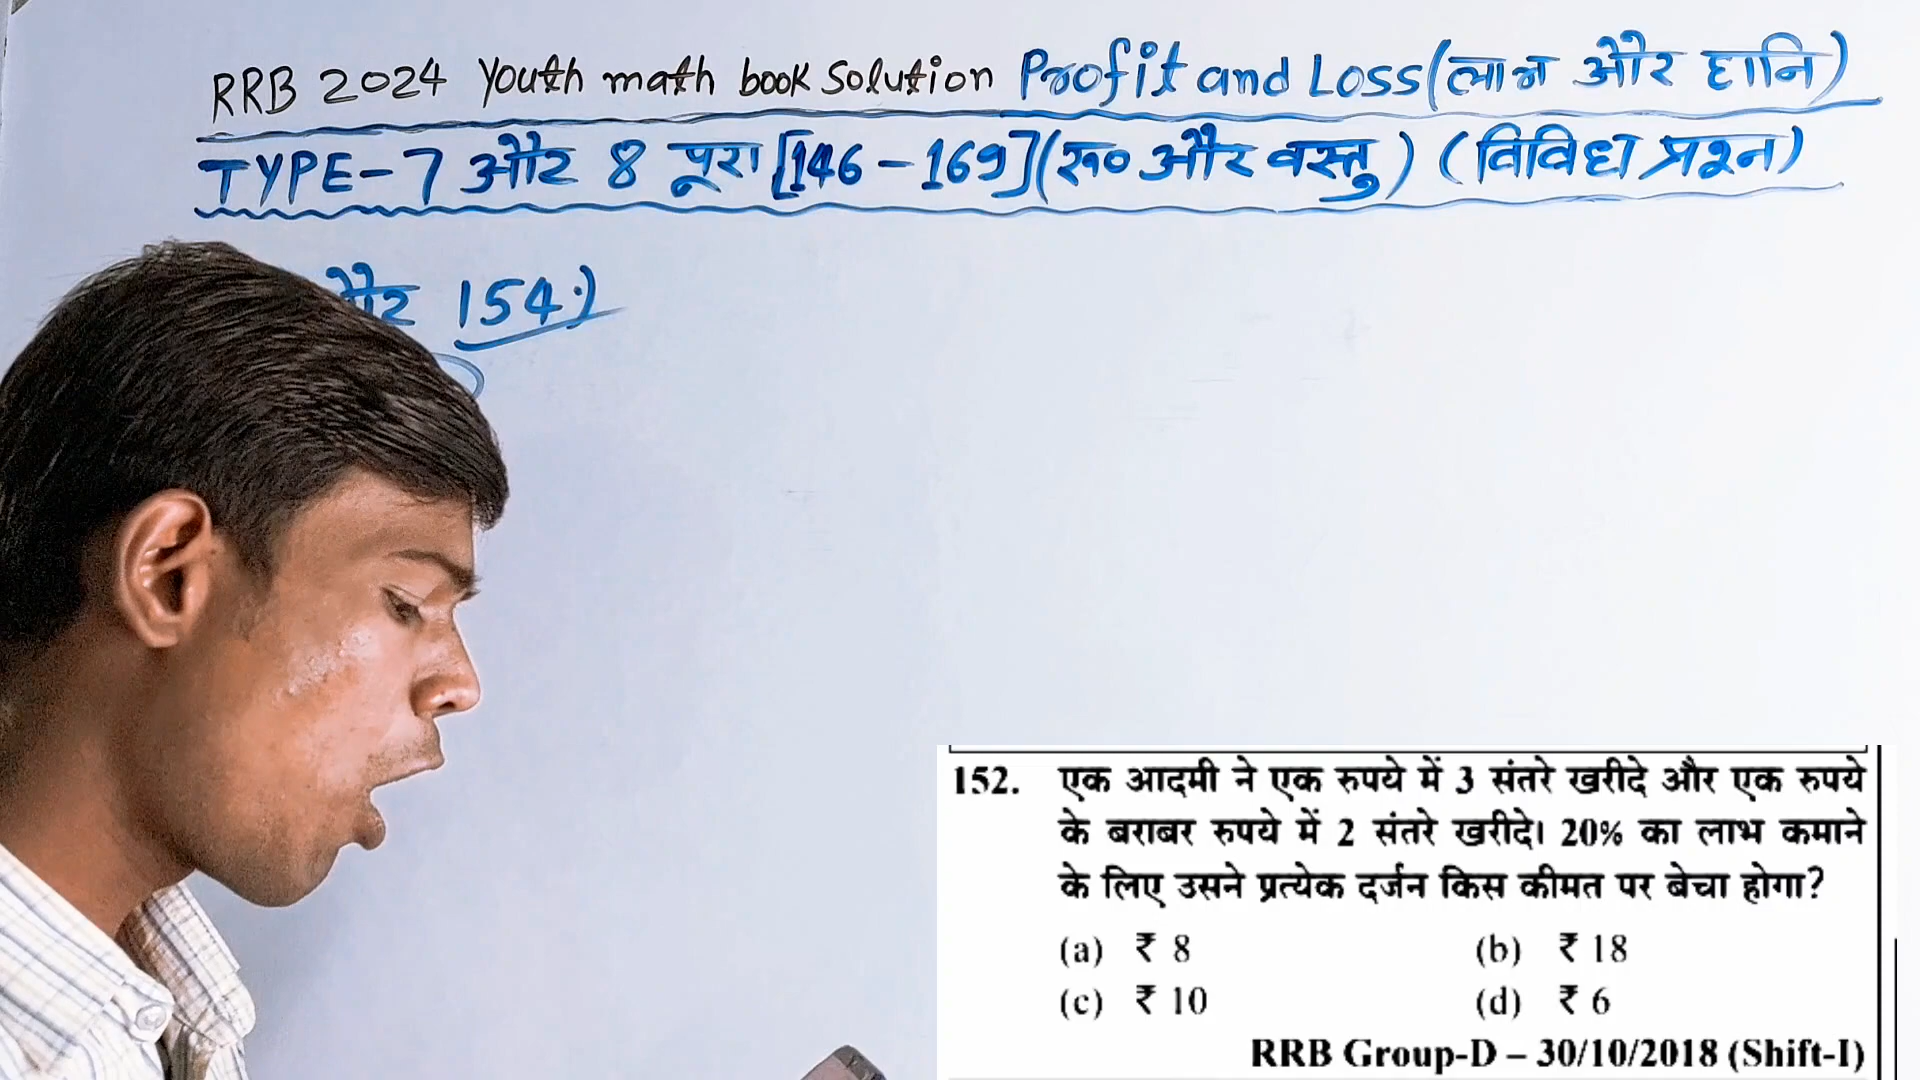 RRB 2024 Youth math book Solution Profit and Loss (लाभ और हानि)
TYPE-7 और 8 पूरा [146-169] (रू० और वस्तु) (विविध प्रश्न)
154.)
152. एक आदमी ने एक रुपये में 3 संतरे खरीदे और एक रुपये
के बराबर रुपये में 2 संतरे खरीदे। 20% का लाभ कमाने
के लिए उसने प्रत्येक दर्जन किस कीमत पर बेचा होगा?
(a) ₹ 8 (b) ₹ 18
(c) ₹ 10 (d) ₹ 6
RRB Group-D – 30/10/2018 (Shift-I)